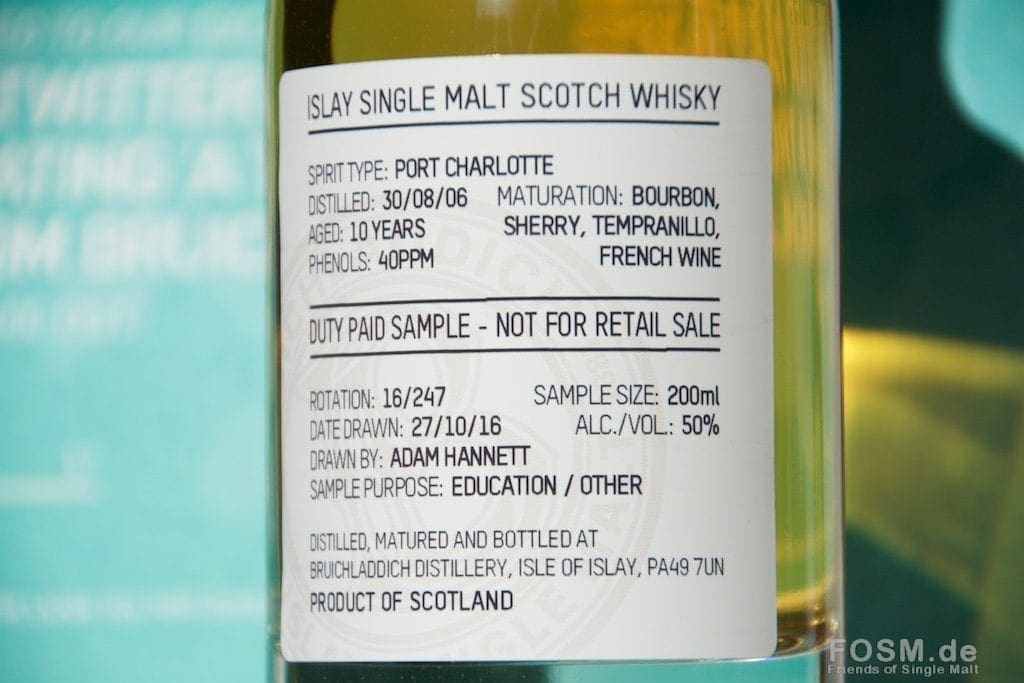 ISLAY SINGLE MALT SCOTCH WHISKY
SPIRIT TYPE: PORT CHARLOTTE
DISTILLED: 30/08/06 MATURATION: BOURBON,
AGED: 10 YEARS SHERRY, TEMPRANILLO,
PHENOLS: 40PPM FRENCH WINE
DUTY PAID SAMPLE - NOT FOR RETAIL SALE
ROTATION: 16/247 SAMPLE SIZE: 200ml
DATE DRAWN: 27/10/16 ALC./VOL.: 50%
DRAWN BY: ADAM HANNETT
SAMPLE PURPOSE: EDUCATION / OTHER
DISTILLED, MATURED AND BOTTLED AT
BRUICHLADDICH DISTILLERY, ISLE OF ISLAY, PA49 7UN
PRODUCT OF SCOTLAND
FOSM.de
Friends of Single Malt
TWITTER